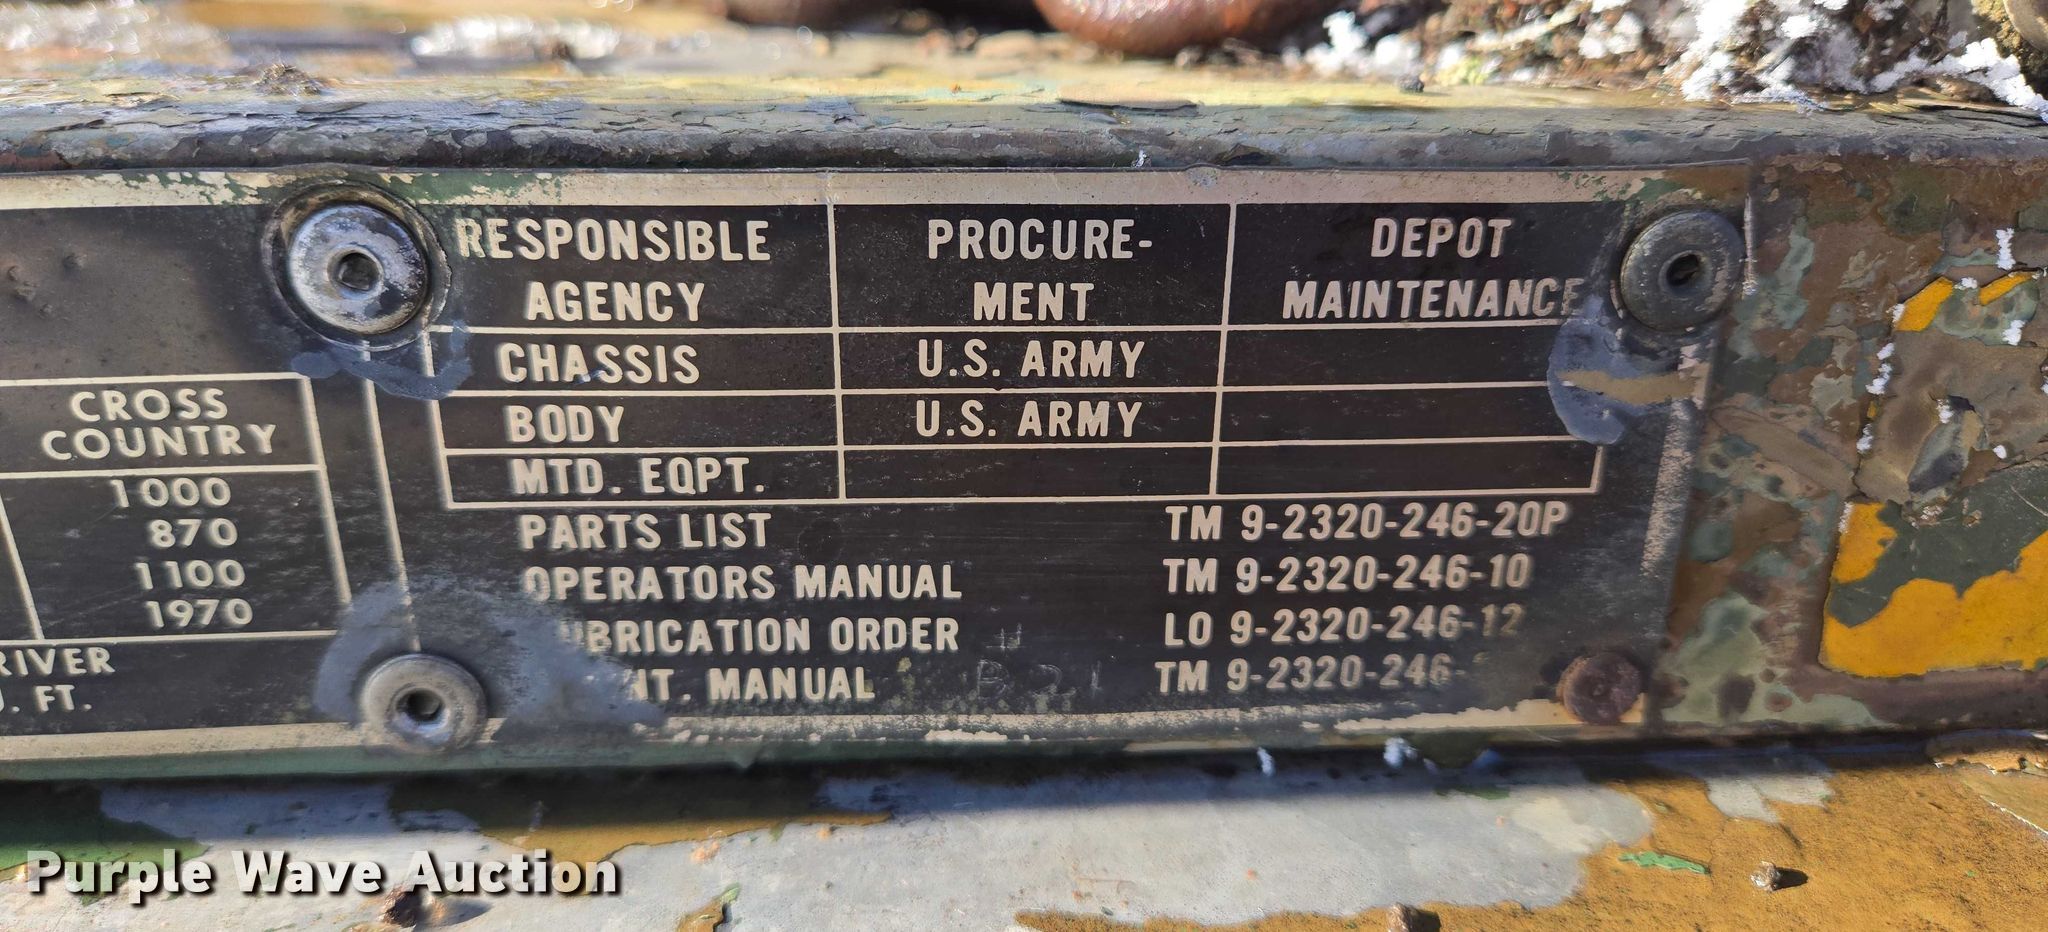 RESPONSIBLE AGENCY PROCURE-MENT DEPOT MAINTENANCE
CHASSIS U.S. ARMY
BODY U.S. ARMY
MTD. EQPT.
PARTS LIST TM 9-2320-246-20P
OPERATORS MANUAL TM 9-2320-246-10
LUBRICATION ORDER LO 9-2320-246-12
MANUAL TM 9-2320-246-
CROSS
COUNTRY
1000
870
1100
1970
RIVER
. FT.
Purple Wave Auction